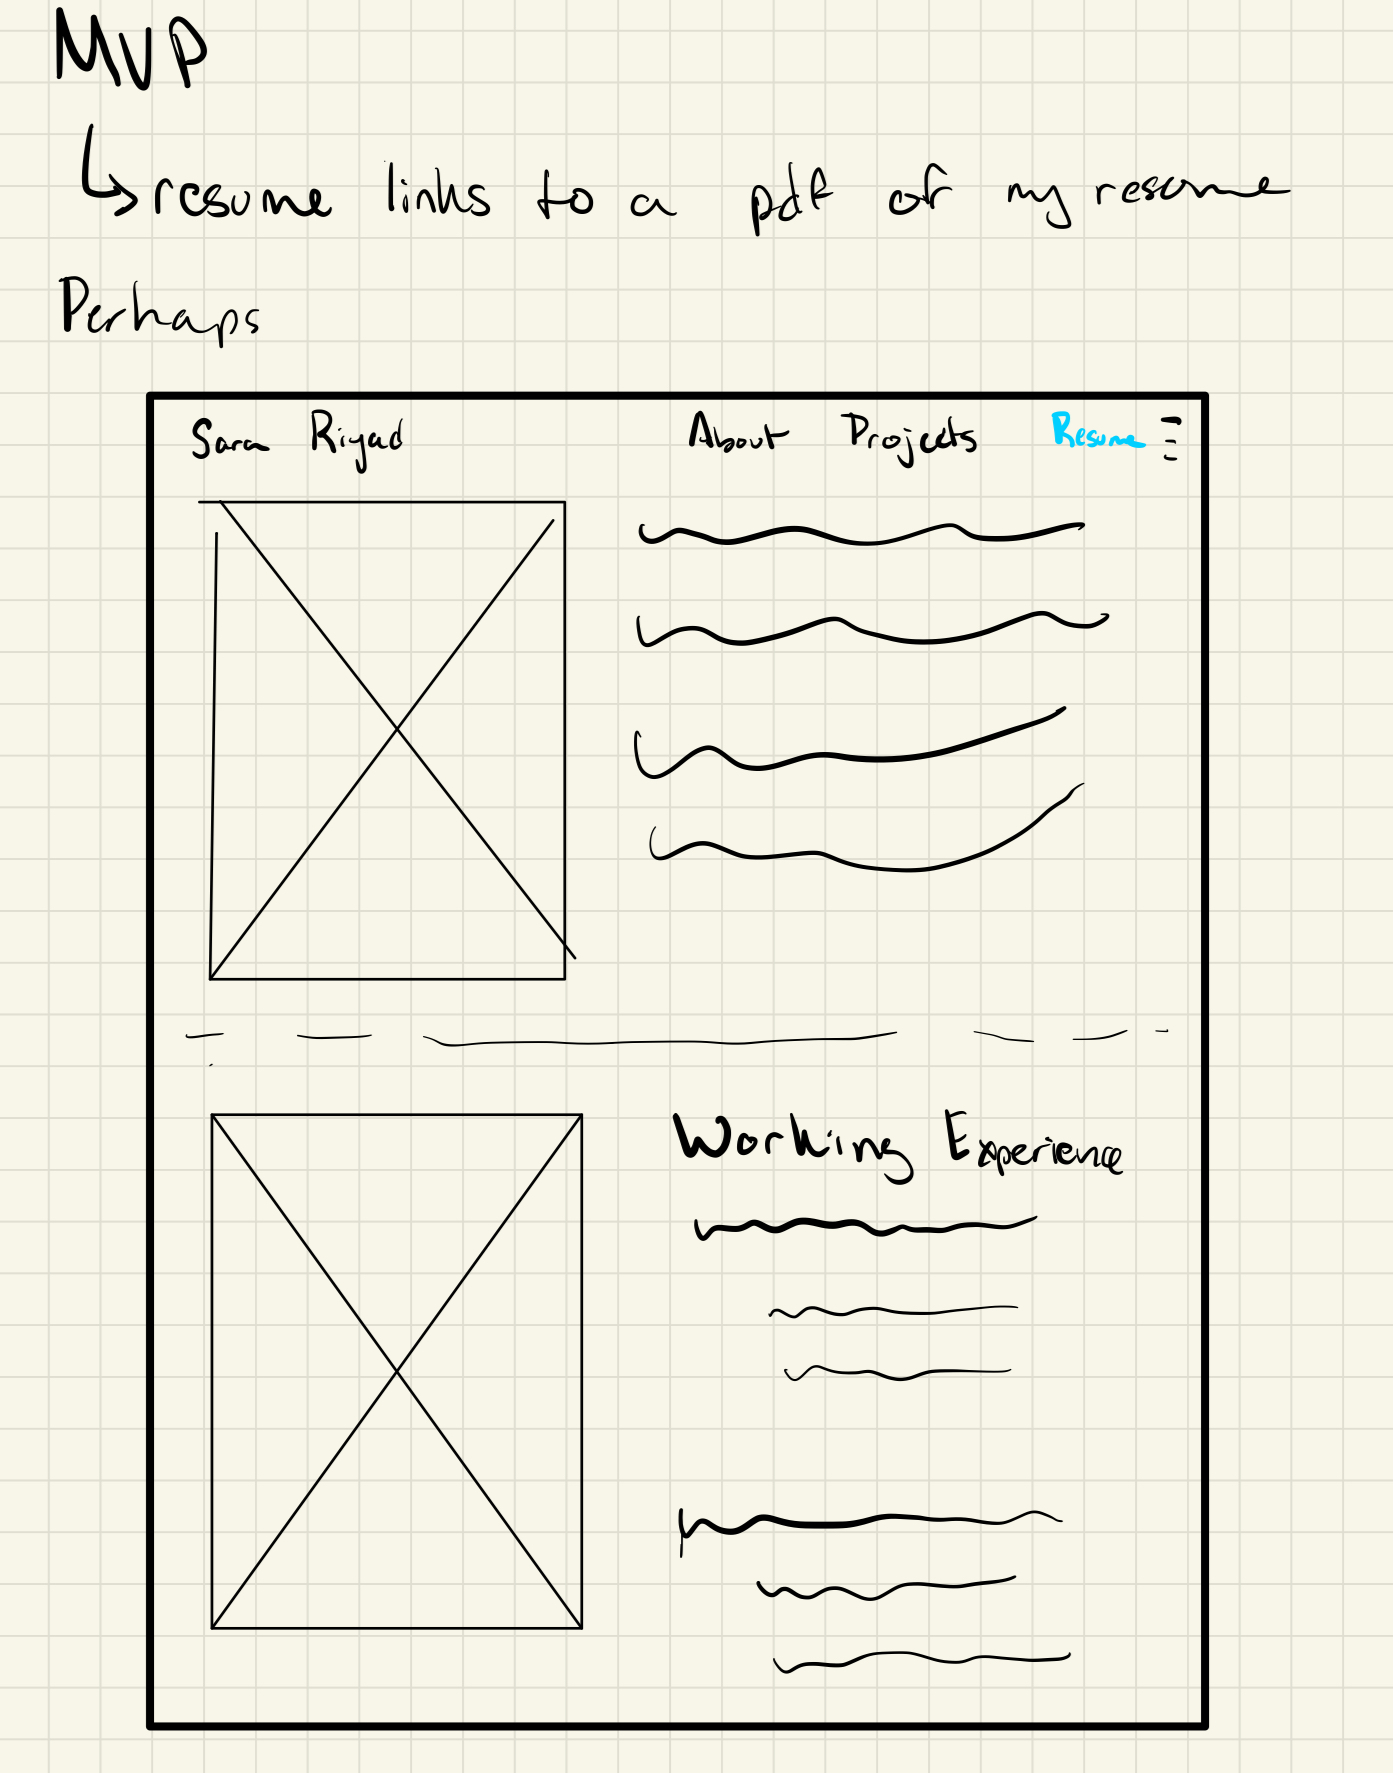 MVP
resume links to a pdf of my resume
Perhaps
Sara Riyad About Projects Resume
Working Experience